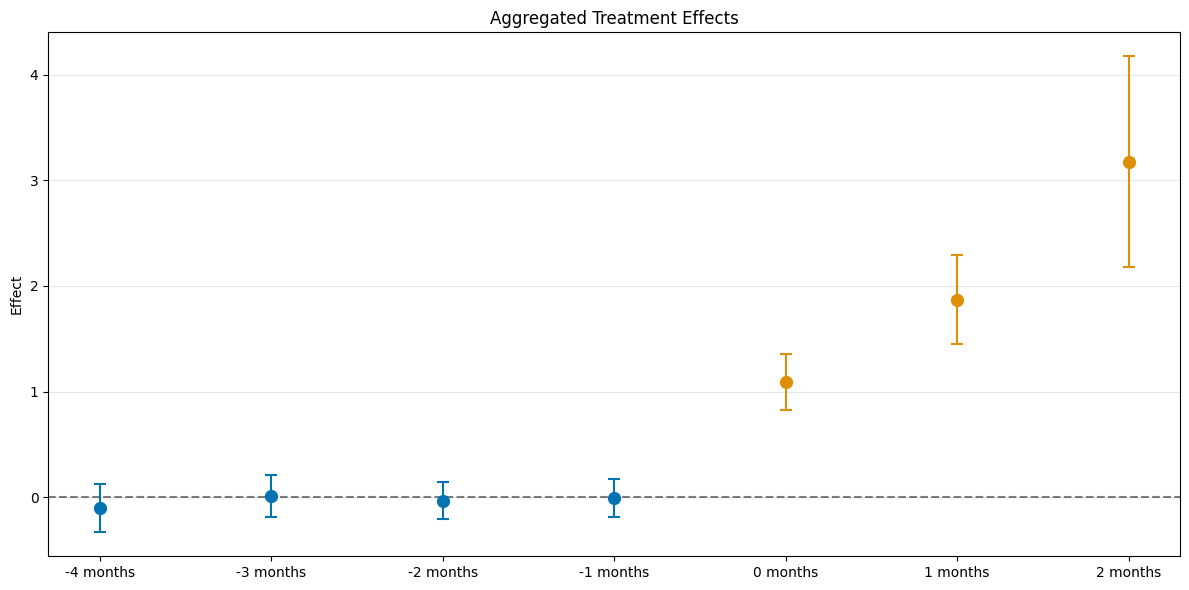 Aggregated Treatment Effects
Effect
4
3
2
1
0
-4 months
-3 months
-2 months
-1 months
0 months
1 months
2 months